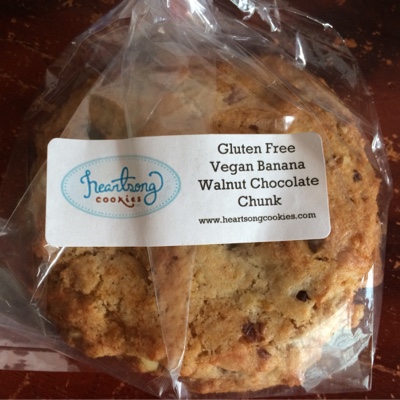 heartsong
COOKIES
Gluten Free
Vegan Banana
Walnut Chocolate
Chunk
www.heartsongcookies.com